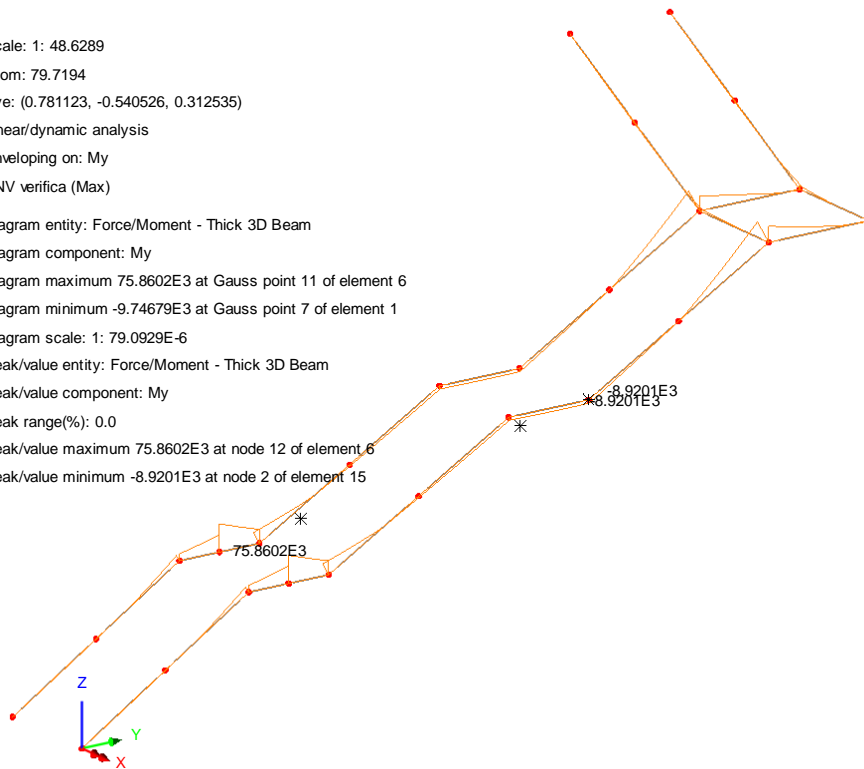 cale: 1: 48.6289
om: 79.7194
ye: (0.781123, -0.540526, 0.312535)
near/dynamic analysis
nveloping on: My
NV verifica (Max)
agram entity: Force/Moment - Thick 3D Beam
agram component: My
agram maximum 75.8602E3 at Gauss point 11 of element 6
agram minimum -9.74679E3 at Gauss point 7 of element 1
agram scale: 1: 79.0929E-6
eak/value entity: Force/Moment - Thick 3D Beam
eak/value component: My
eak range(%): 0.0
eak/value maximum 75.8602E3 at node 12 of element 6
eak/value minimum -8.9201E3 at node 2 of element 15
-8.9201E3
-8.9201E3
75.8602E3
Z
Y
X